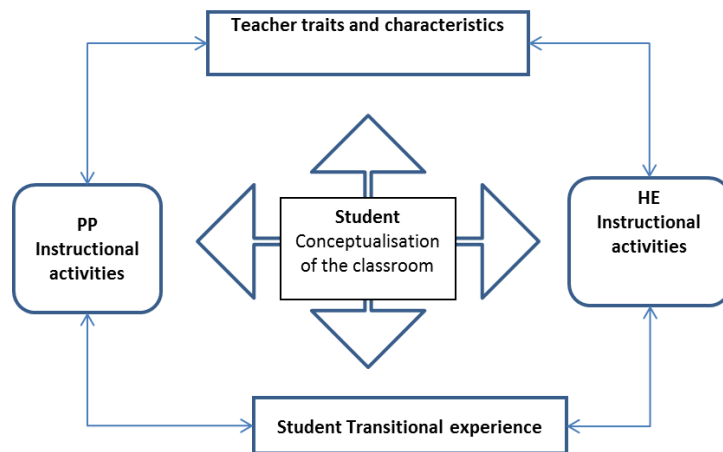 Teacher traits and characteristics
PP
Instructional
activities
Student
Conceptualisation
of the classroom
HE
Instructional
activities
Student Transitional experience